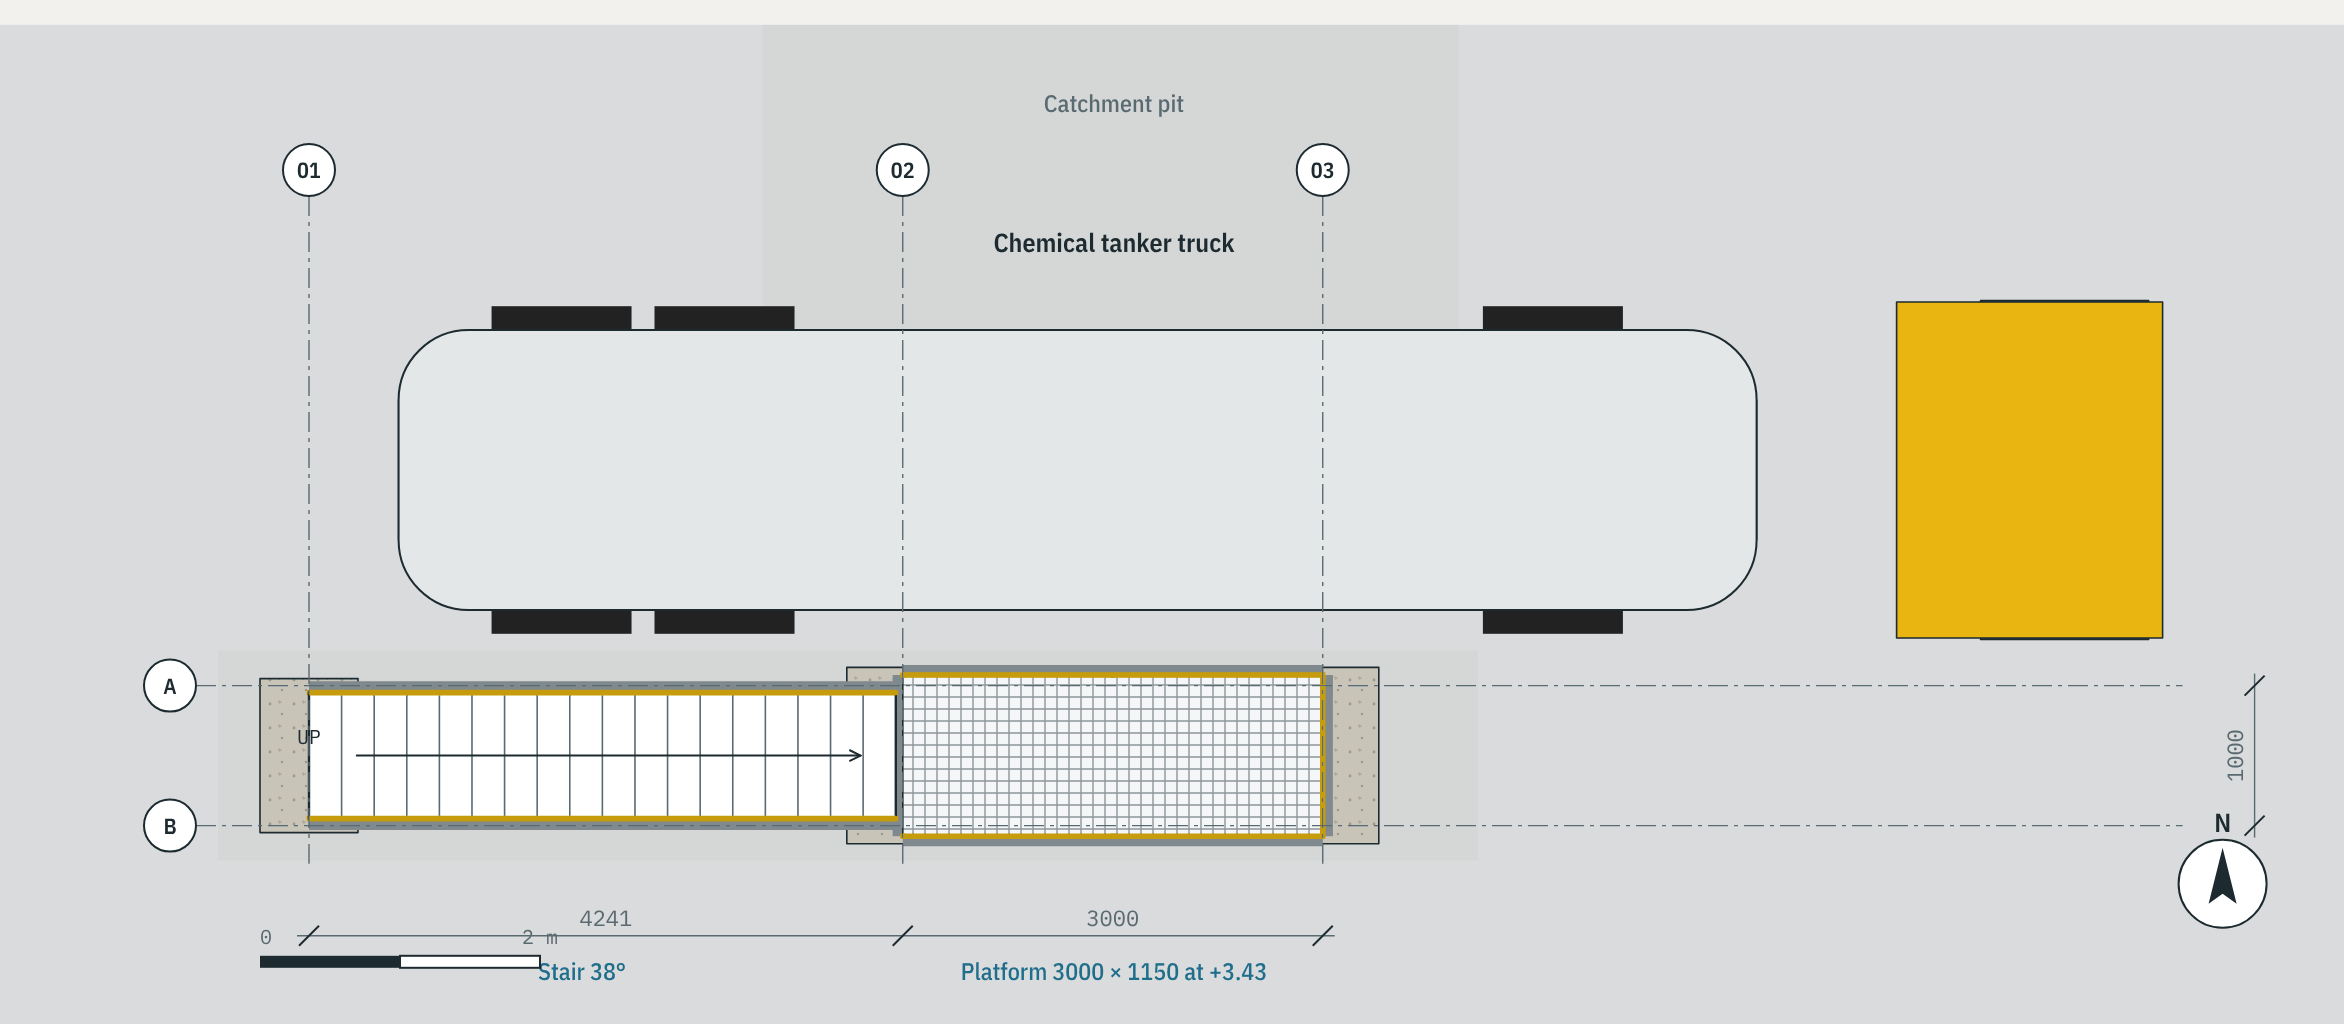 Catchment pit
01
02
03
Chemical tanker truck
A
UP
1000
B
N
4241
3000
0
2 m
Stair 38°
Platform 3000 × 1150 at +3.43